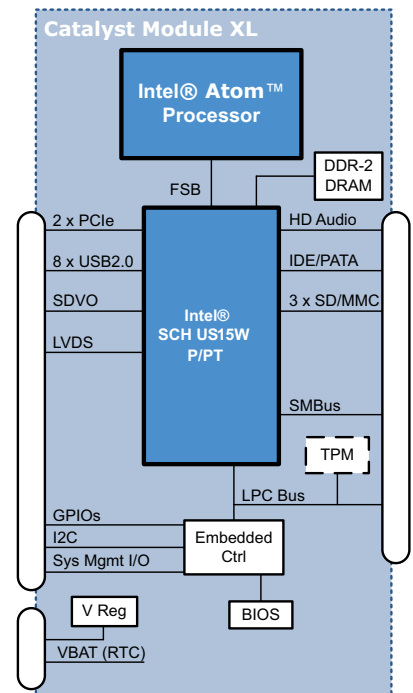 Catalyst Module XL
Intel® Atom™
Processor
DDR-2
DRAM
FSB
2 x PCIe
HD Audio
8 x USB2.0
IDE/PATA
SDVO
3 x SD/MMC
Intel®
SCH US15W
P/PT
LVDS
SMBus
TPM
LPC Bus
GPIOs
I2C
Embedded
Ctrl
Sys Mgmt I/O
V Reg
BIOS
VBAT (RTC)